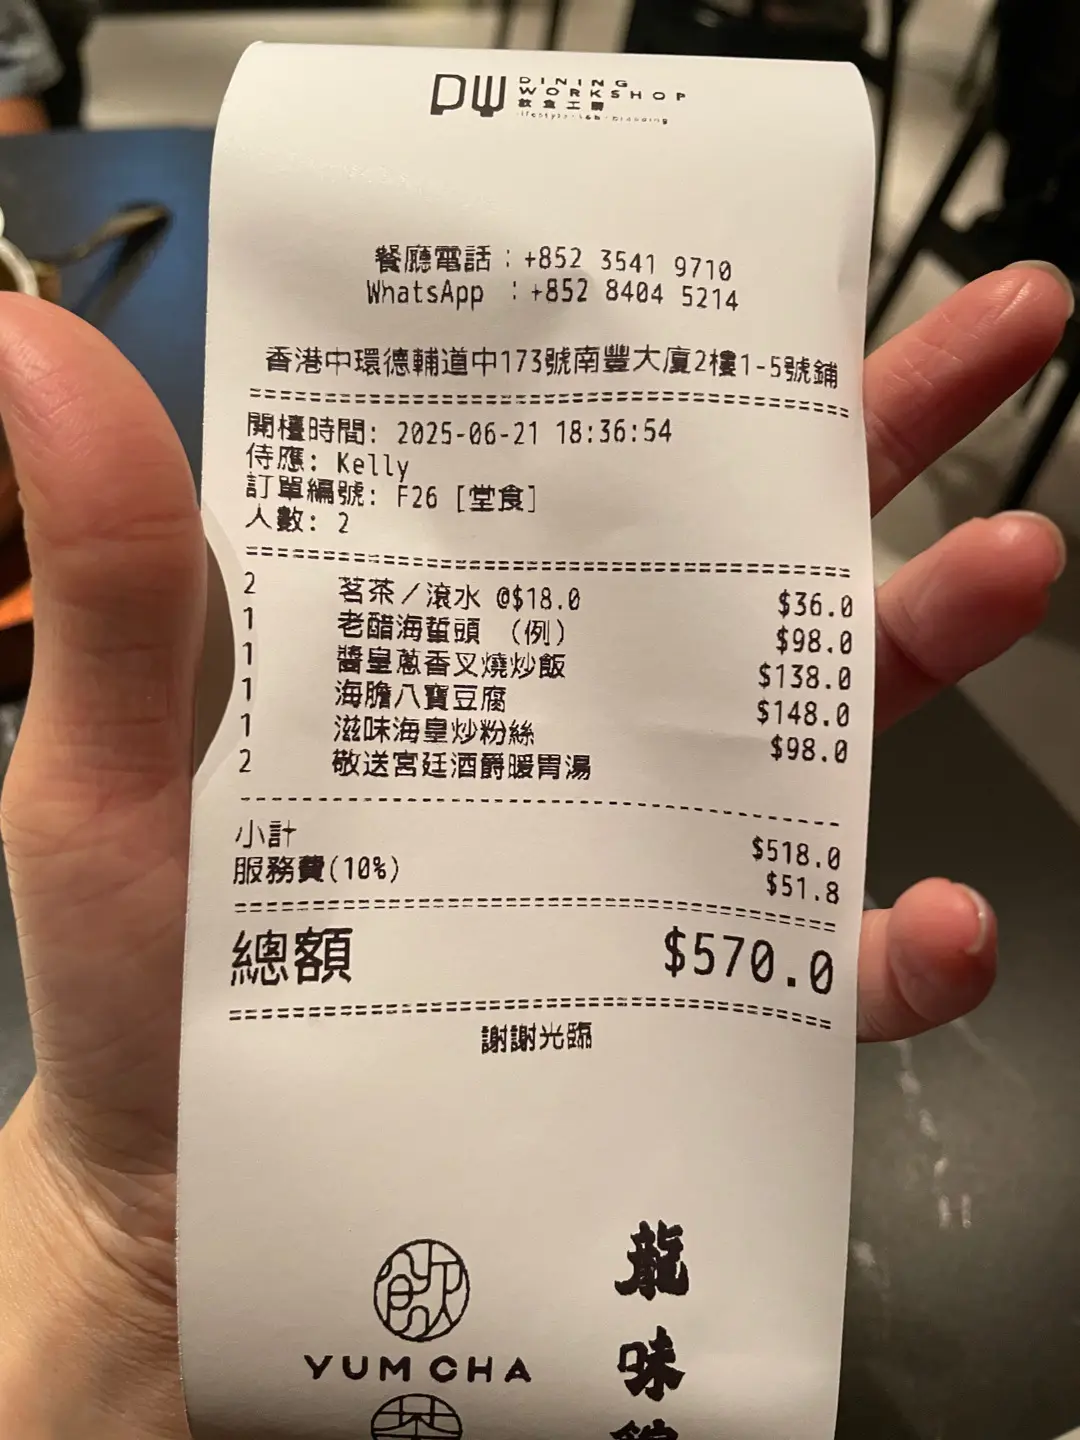 PW DINING
WORKSHOP
飲食工房
餐廳電話：+852 3541 9710
WhatsApp ：+852 8404 5214
香港中環德輔道中173號南豐大廈2樓1-5號鋪
開檯時間: 2025-06-21 18:36:54
侍應: Kelly
訂單編號: F26 [堂食]
人數: 2
2 茗茶／滾水 @$18.0 $36.0
1 老醋海蜇頭 （例） $98.0
1 醬皇蔥香叉燒炒飯 $138.0
1 海膽八寶豆腐 $148.0
1 滋味海皇炒粉絲 $98.0
2 敬送宮廷酒爵暖胃湯
小計 $518.0
服務費(10%) $51.8
總額 $570.0
謝謝光臨
飲
YUM CHA
茶
龍
味
館